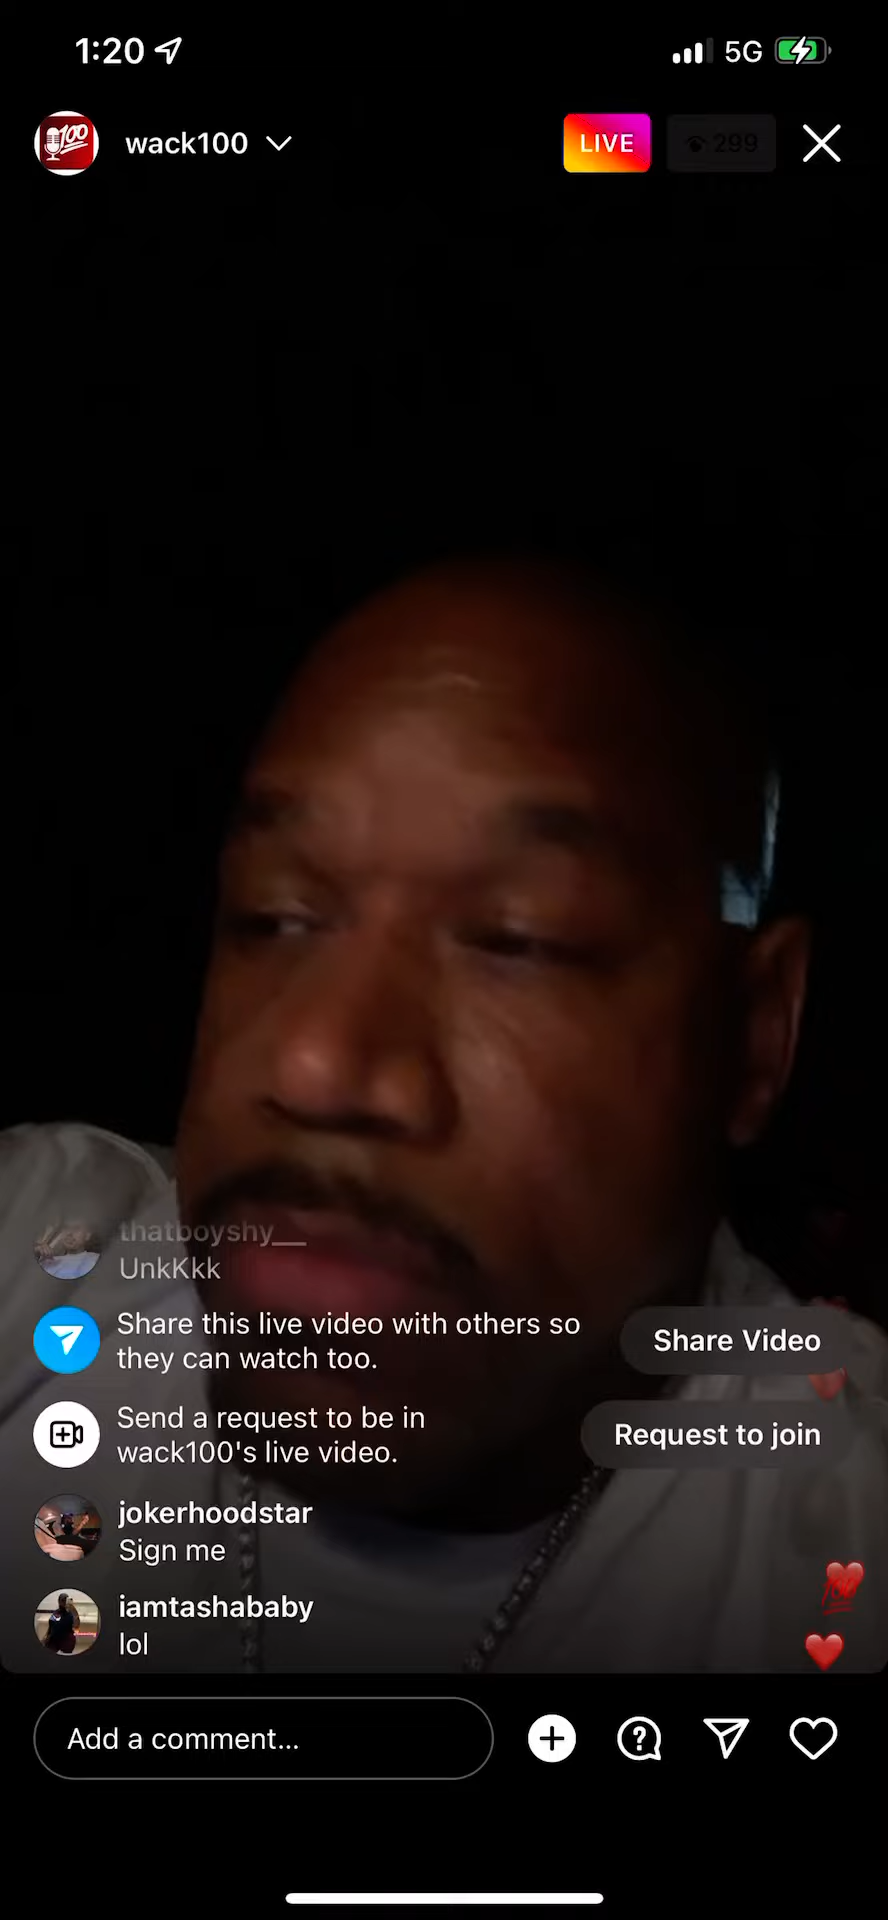 1:20
5G
100
wack100
LIVE
299
thatboyshy__
UnkKkk
Share this live video with others so
they can watch too.
Share Video
Send a request to be in
wack100's live video.
Request to join
jokerhoodstar
Sign me
iamtashababy
lol
Add a comment...